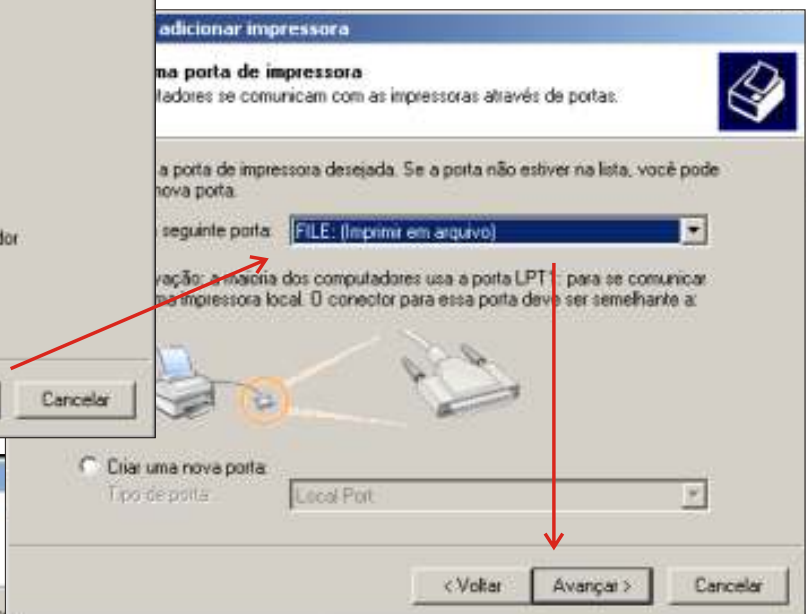 adicionar impressora
ma porta de impressora
tadores se comunicam com as impressoras através de portas.
a porta de impressora desejada. Se a porta não estiver na lista, você pode
nova porta.
seguinte porta: FILE: (Imprimir em arquivo)
dor
vação: a maioria dos computadores usa a porta LPT1: para se comunicar
ma impressora local. O conector para essa porta deve ser semelhante a:
Cancelar
Criar uma nova porta:
Tipo de porta: Local Port
< Voltar Avançar > Cancelar